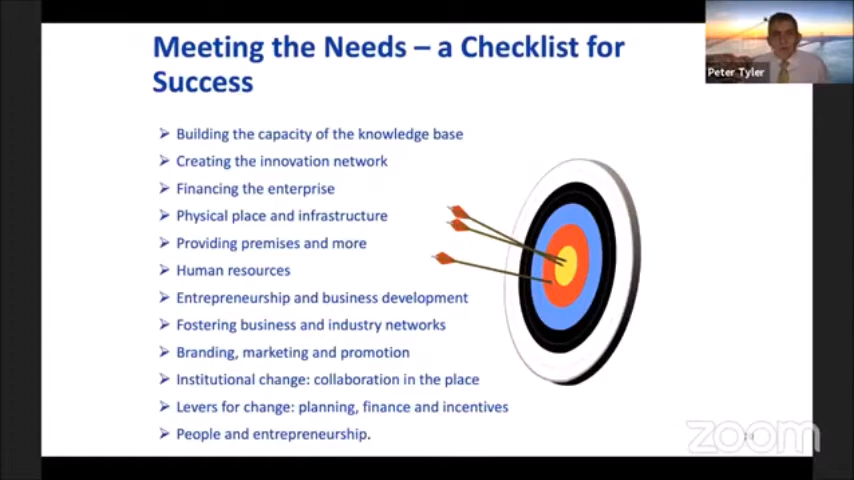 Meeting the Needs – a Checklist for
Success
Peter Tyler
➢ Building the capacity of the knowledge base
➢ Creating the innovation network
➢ Financing the enterprise
➢ Physical place and infrastructure
➢ Providing premises and more
➢ Human resources
➢ Entrepreneurship and business development
➢ Fostering business and industry networks
➢ Branding, marketing and promotion
➢ Institutional change: collaboration in the place
➢ Levers for change: planning, finance and incentives
➢ People and entrepreneurship.
zoom